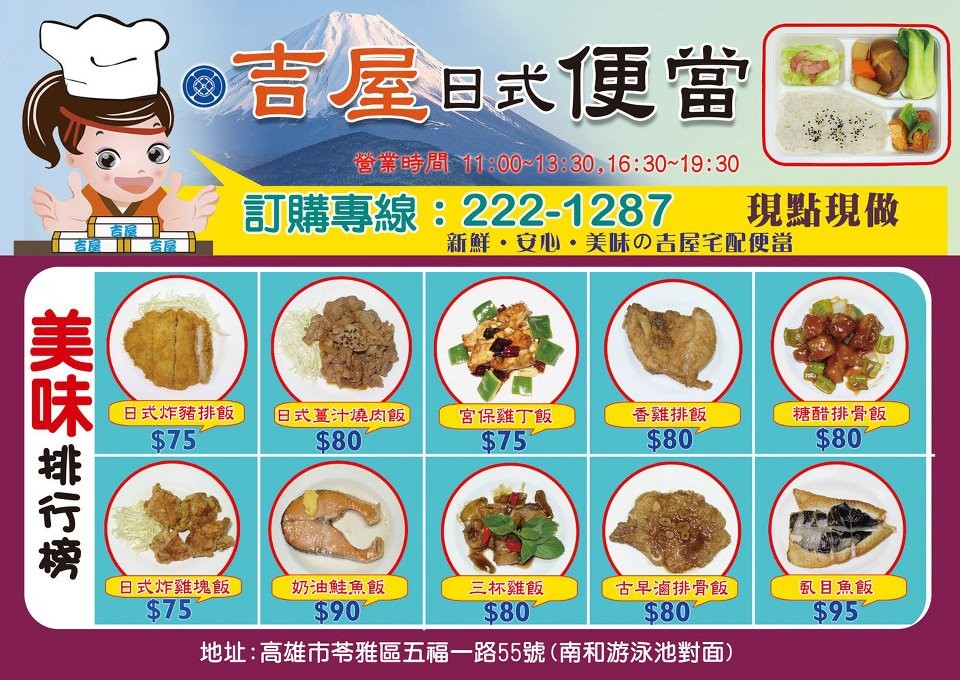 吉屋日式便當
營業時間 11:00~13:30,16:30~19:30
訂購專線：222-1287 現點現做
新鮮・安心・美味の吉屋宅配便當
吉屋
吉屋 吉屋
美味排行榜
日式炸豬排飯 日式薑汁燒肉飯 宮保雞丁飯 香雞排飯 糖醋排骨飯
$75 $80 $75 $80 $80
日式炸雞塊飯 奶油鮭魚飯 三杯雞飯 古早滷排骨飯 虱目魚飯
$75 $90 $80 $80 $95
地址:高雄市苓雅區五福一路55號(南和游泳池對面)